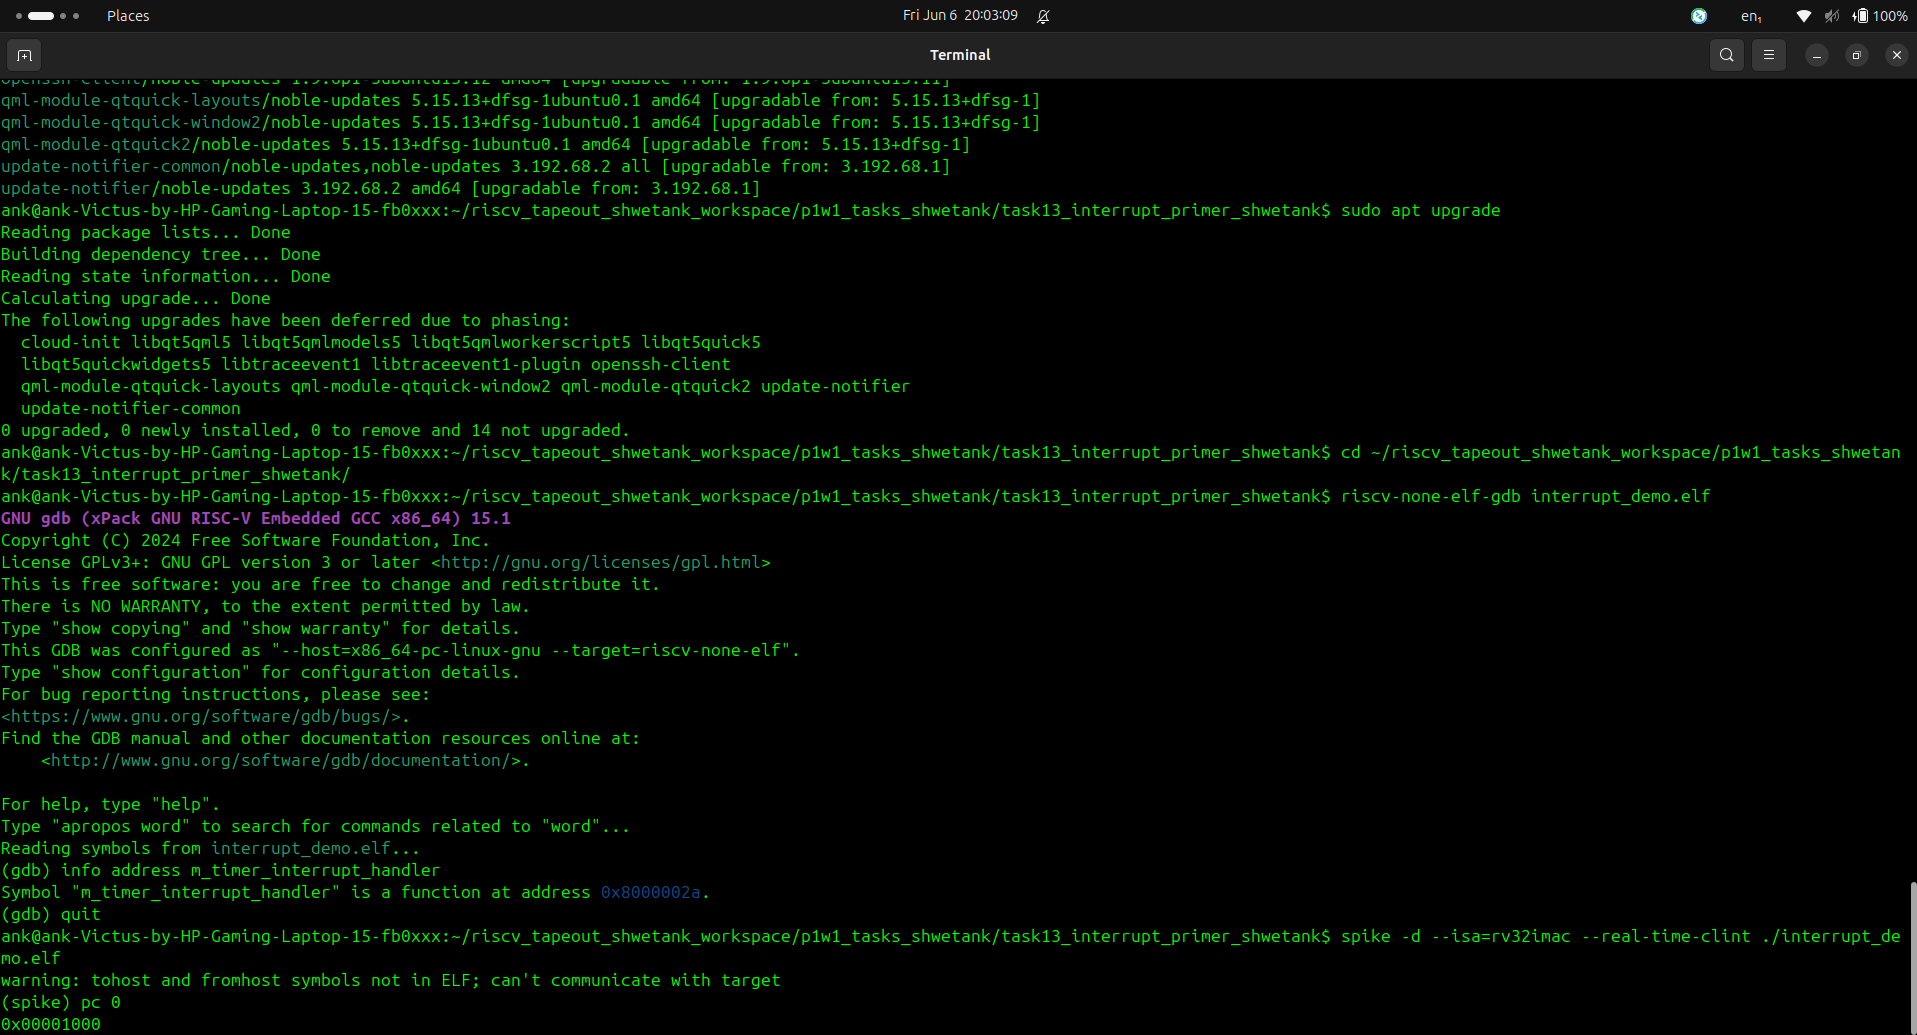 Places
Fri Jun 6 20:03:09
en₁
100%
Terminal
openssh-client/noble-updates 1:9.6p1-3ubuntu13.12 amd64 [upgradable from: 1:9.6p1-3ubuntu13.11]
qml-module-qtquick-layouts/noble-updates 5.15.13+dfsg-1ubuntu0.1 amd64 [upgradable from: 5.15.13+dfsg-1]
qml-module-qtquick-window2/noble-updates 5.15.13+dfsg-1ubuntu0.1 amd64 [upgradable from: 5.15.13+dfsg-1]
qml-module-qtquick2/noble-updates 5.15.13+dfsg-1ubuntu0.1 amd64 [upgradable from: 5.15.13+dfsg-1]
update-notifier-common/noble-updates,noble-updates 3.192.68.2 all [upgradable from: 3.192.68.1]
update-notifier/noble-updates 3.192.68.2 amd64 [upgradable from: 3.192.68.1]
ank@ank-Victus-by-HP-Gaming-Laptop-15-fb0xxx:~/riscv_tapeout_shwetank_workspace/p1w1_tasks_shwetank/task13_interrupt_primer_shwetank$ sudo apt upgrade
Reading package lists... Done
Building dependency tree... Done
Reading state information... Done
Calculating upgrade... Done
The following upgrades have been deferred due to phasing:
  cloud-init libqt5qml5 libqt5qmlmodels5 libqt5qmlworkerscript5 libqt5quick5
  libqt5quickwidgets5 libtraceevent1 libtraceevent1-plugin openssh-client
  qml-module-qtquick-layouts qml-module-qtquick-window2 qml-module-qtquick2 update-notifier
  update-notifier-common
0 upgraded, 0 newly installed, 0 to remove and 14 not upgraded.
ank@ank-Victus-by-HP-Gaming-Laptop-15-fb0xxx:~/riscv_tapeout_shwetank_workspace/p1w1_tasks_shwetank/task13_interrupt_primer_shwetank$ cd ~/riscv_tapeout_shwetank_workspace/p1w1_tasks_shwetan
k/task13_interrupt_primer_shwetank/
ank@ank-Victus-by-HP-Gaming-Laptop-15-fb0xxx:~/riscv_tapeout_shwetank_workspace/p1w1_tasks_shwetank/task13_interrupt_primer_shwetank$ riscv-none-elf-gdb interrupt_demo.elf
GNU gdb (xPack GNU RISC-V Embedded GCC x86_64) 15.1
Copyright (C) 2024 Free Software Foundation, Inc.
License GPLv3+: GNU GPL version 3 or later <http://gnu.org/licenses/gpl.html>
This is free software: you are free to change and redistribute it.
There is NO WARRANTY, to the extent permitted by law.
Type "show copying" and "show warranty" for details.
This GDB was configured as "--host=x86_64-pc-linux-gnu --target=riscv-none-elf".
Type "show configuration" for configuration details.
For bug reporting instructions, please see:
<https://www.gnu.org/software/gdb/bugs/>.
Find the GDB manual and other documentation resources online at:
    <http://www.gnu.org/software/gdb/documentation/>.
For help, type "help".
Type "apropos word" to search for commands related to "word"...
Reading symbols from interrupt_demo.elf...
(gdb) info address m_timer_interrupt_handler
Symbol "m_timer_interrupt_handler" is a function at address 0x8000002a.
(gdb) quit
ank@ank-Victus-by-HP-Gaming-Laptop-15-fb0xxx:~/riscv_tapeout_shwetank_workspace/p1w1_tasks_shwetank/task13_interrupt_primer_shwetank$ spike -d --isa=rv32imac --real-time-clint ./interrupt_de
mo.elf
warning: tohost and fromhost symbols not in ELF; can't communicate with target
(spike) pc 0
0x00001000